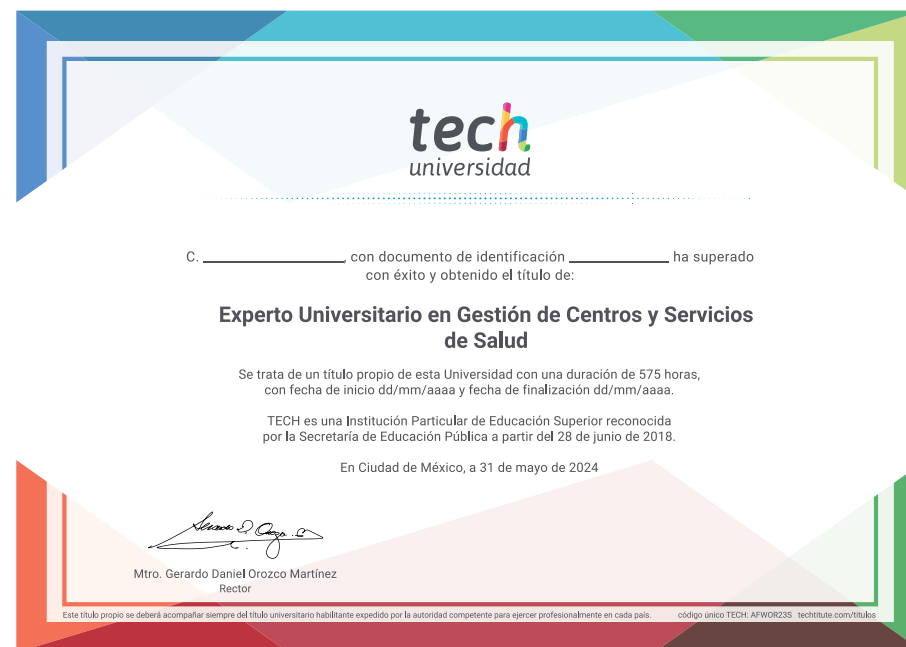 tech
universidad
C. ____________, con documento de identificación ____________ ha superado
con éxito y obtenido el título de:
Experto Universitario en Gestión de Centros y Servicios
de Salud
Se trata de un título propio de esta Universidad con una duración de 575 horas,
con fecha de inicio dd/mm/aaaa y fecha de finalización dd/mm/aaaa.
TECH es una Institución Particular de Educación Superior reconocida
por la Secretaría de Educación Pública a partir del 28 de junio de 2018.
En Ciudad de México, a 31 de mayo de 2024
Mtro. Gerardo Daniel Orozco Martínez
Rector
Este título propio se deberá acompañar siempre del título universitario habilitante expedido por la autoridad competente para ejercer profesionalmente en cada país. código único TECH: AFWOR23S techtitute.com/titulos